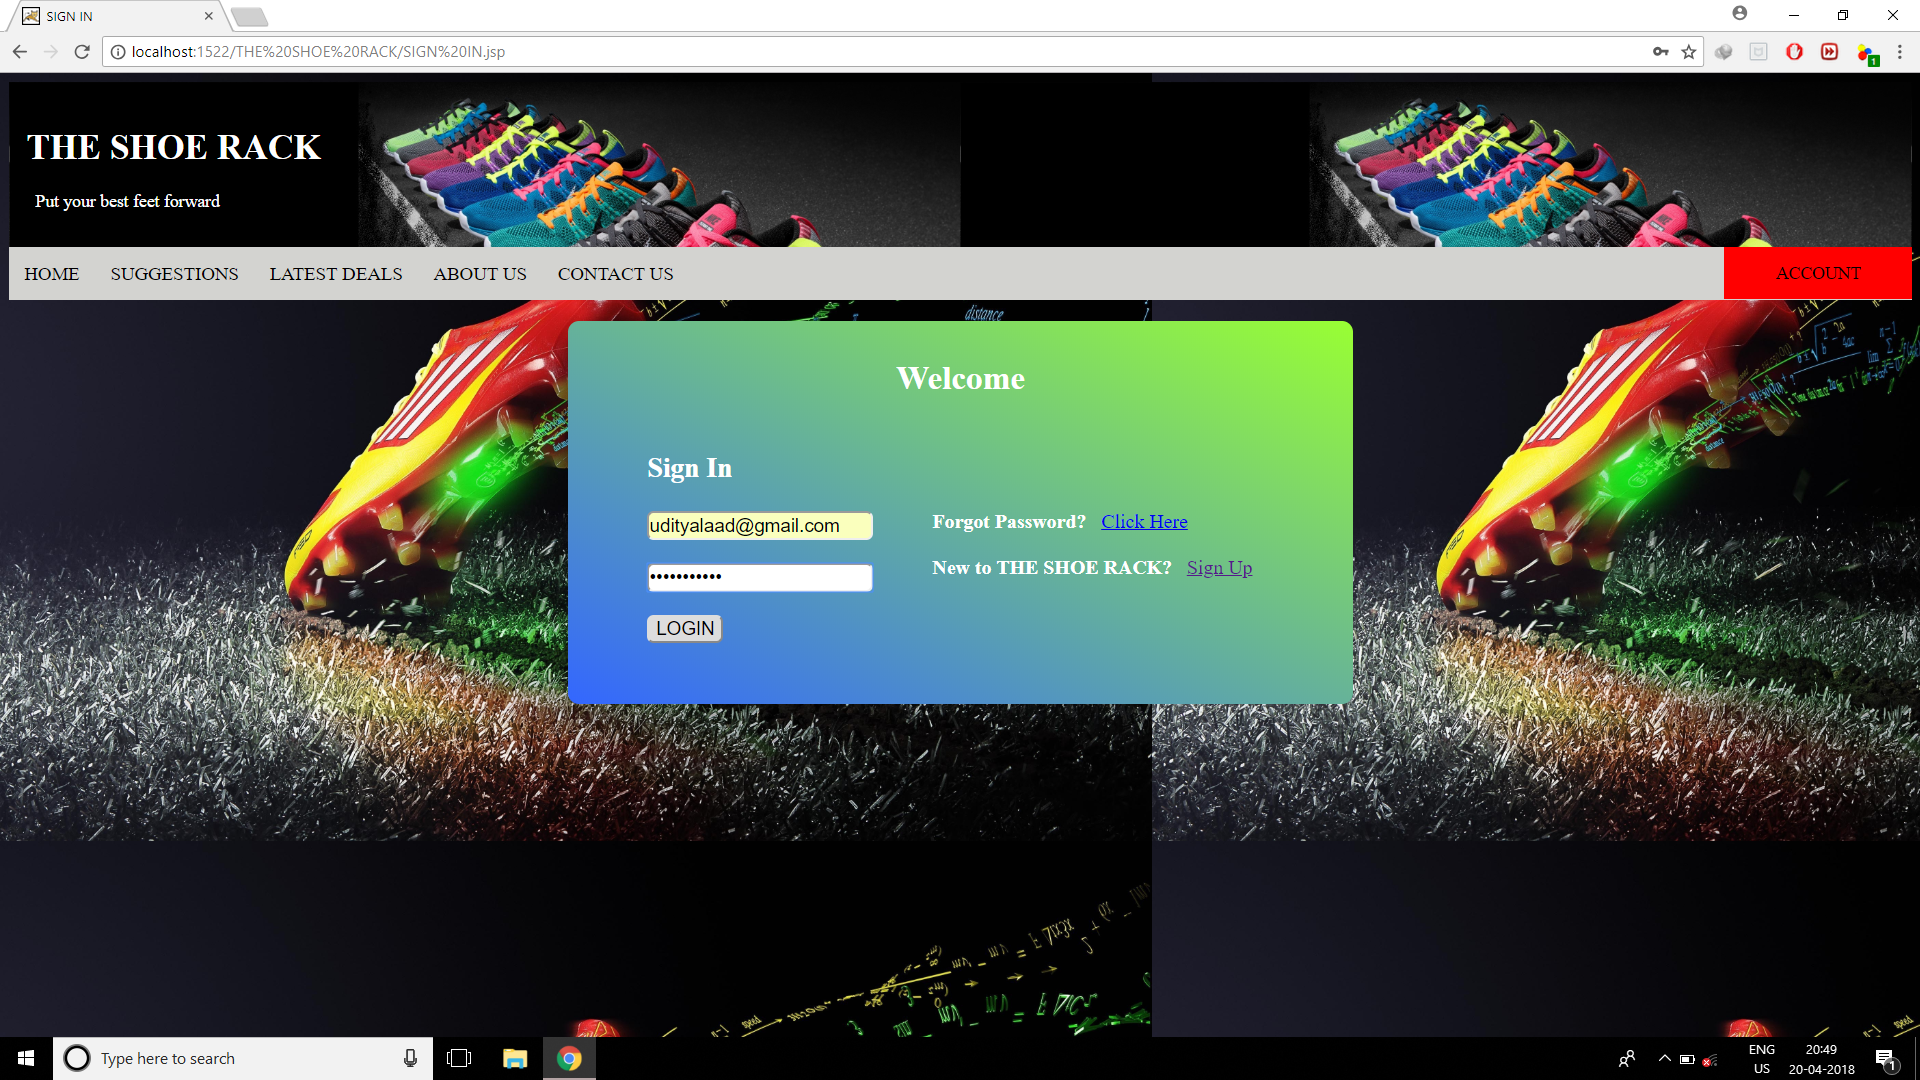 SIGN IN
localhost:1522/THE%20SHOE%20RACK/SIGN%20IN.jsp
1
THE SHOE RACK
Put your best feet forward
HOME SUGGESTIONS LATEST DEALS ABOUT US CONTACT US ACCOUNT
distance
Welcome
Sign In
udityalaad@gmail.com
Forgot Password? Click Here
•••••••••••
New to THE SHOE RACK? Sign Up
LOGIN
speed
Type here to search
ENG
US
20:49
20-04-2018
1